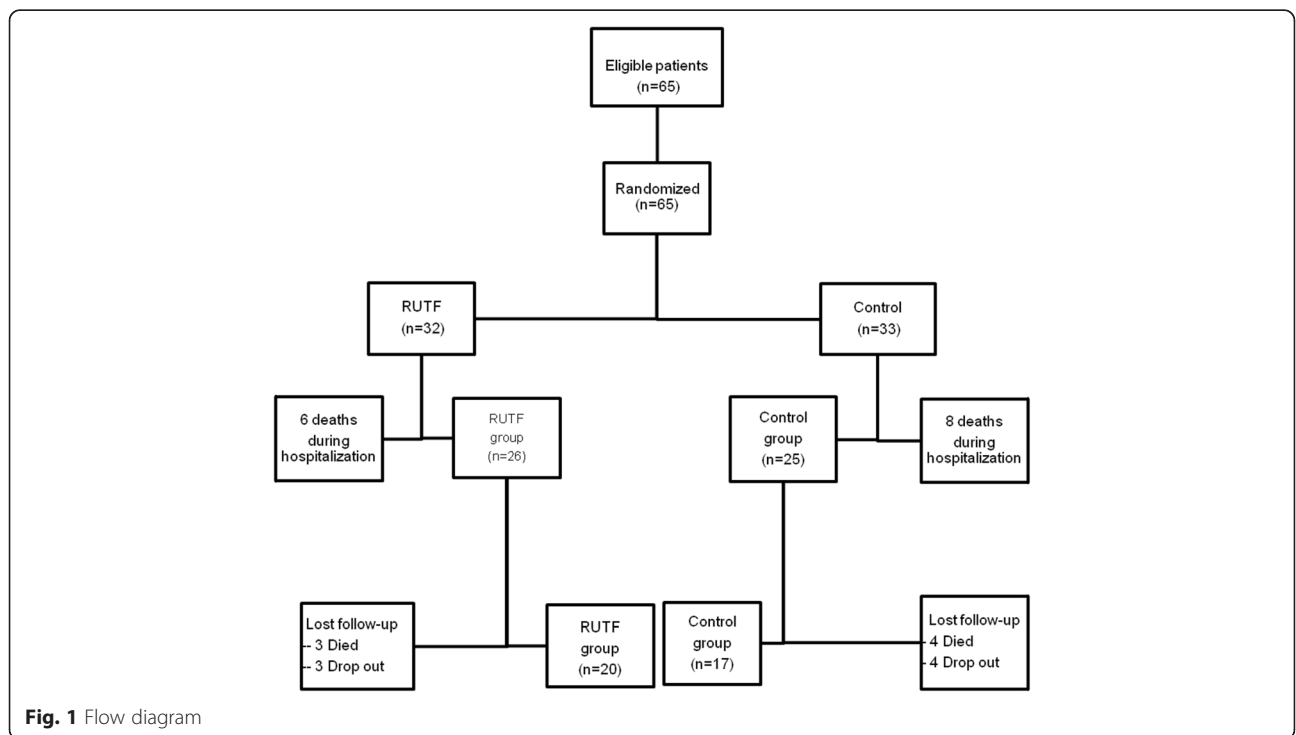 Eligible patients
(n=65)
Randomized
(n=65)
RUTF
(n=32)
Control
(n=33)
6 deaths
during
hospitalization
RUTF
group
(n=26)
Control
group
(n=25)
8 deaths
during
hospitalization
Lost follow-up
-- 3 Died
-- 3 Drop out
RUTF
group
(n=20)
Control
group
(n=17)
Lost follow-up
- 4 Died
- 4 Drop out
Fig. 1 Flow diagram